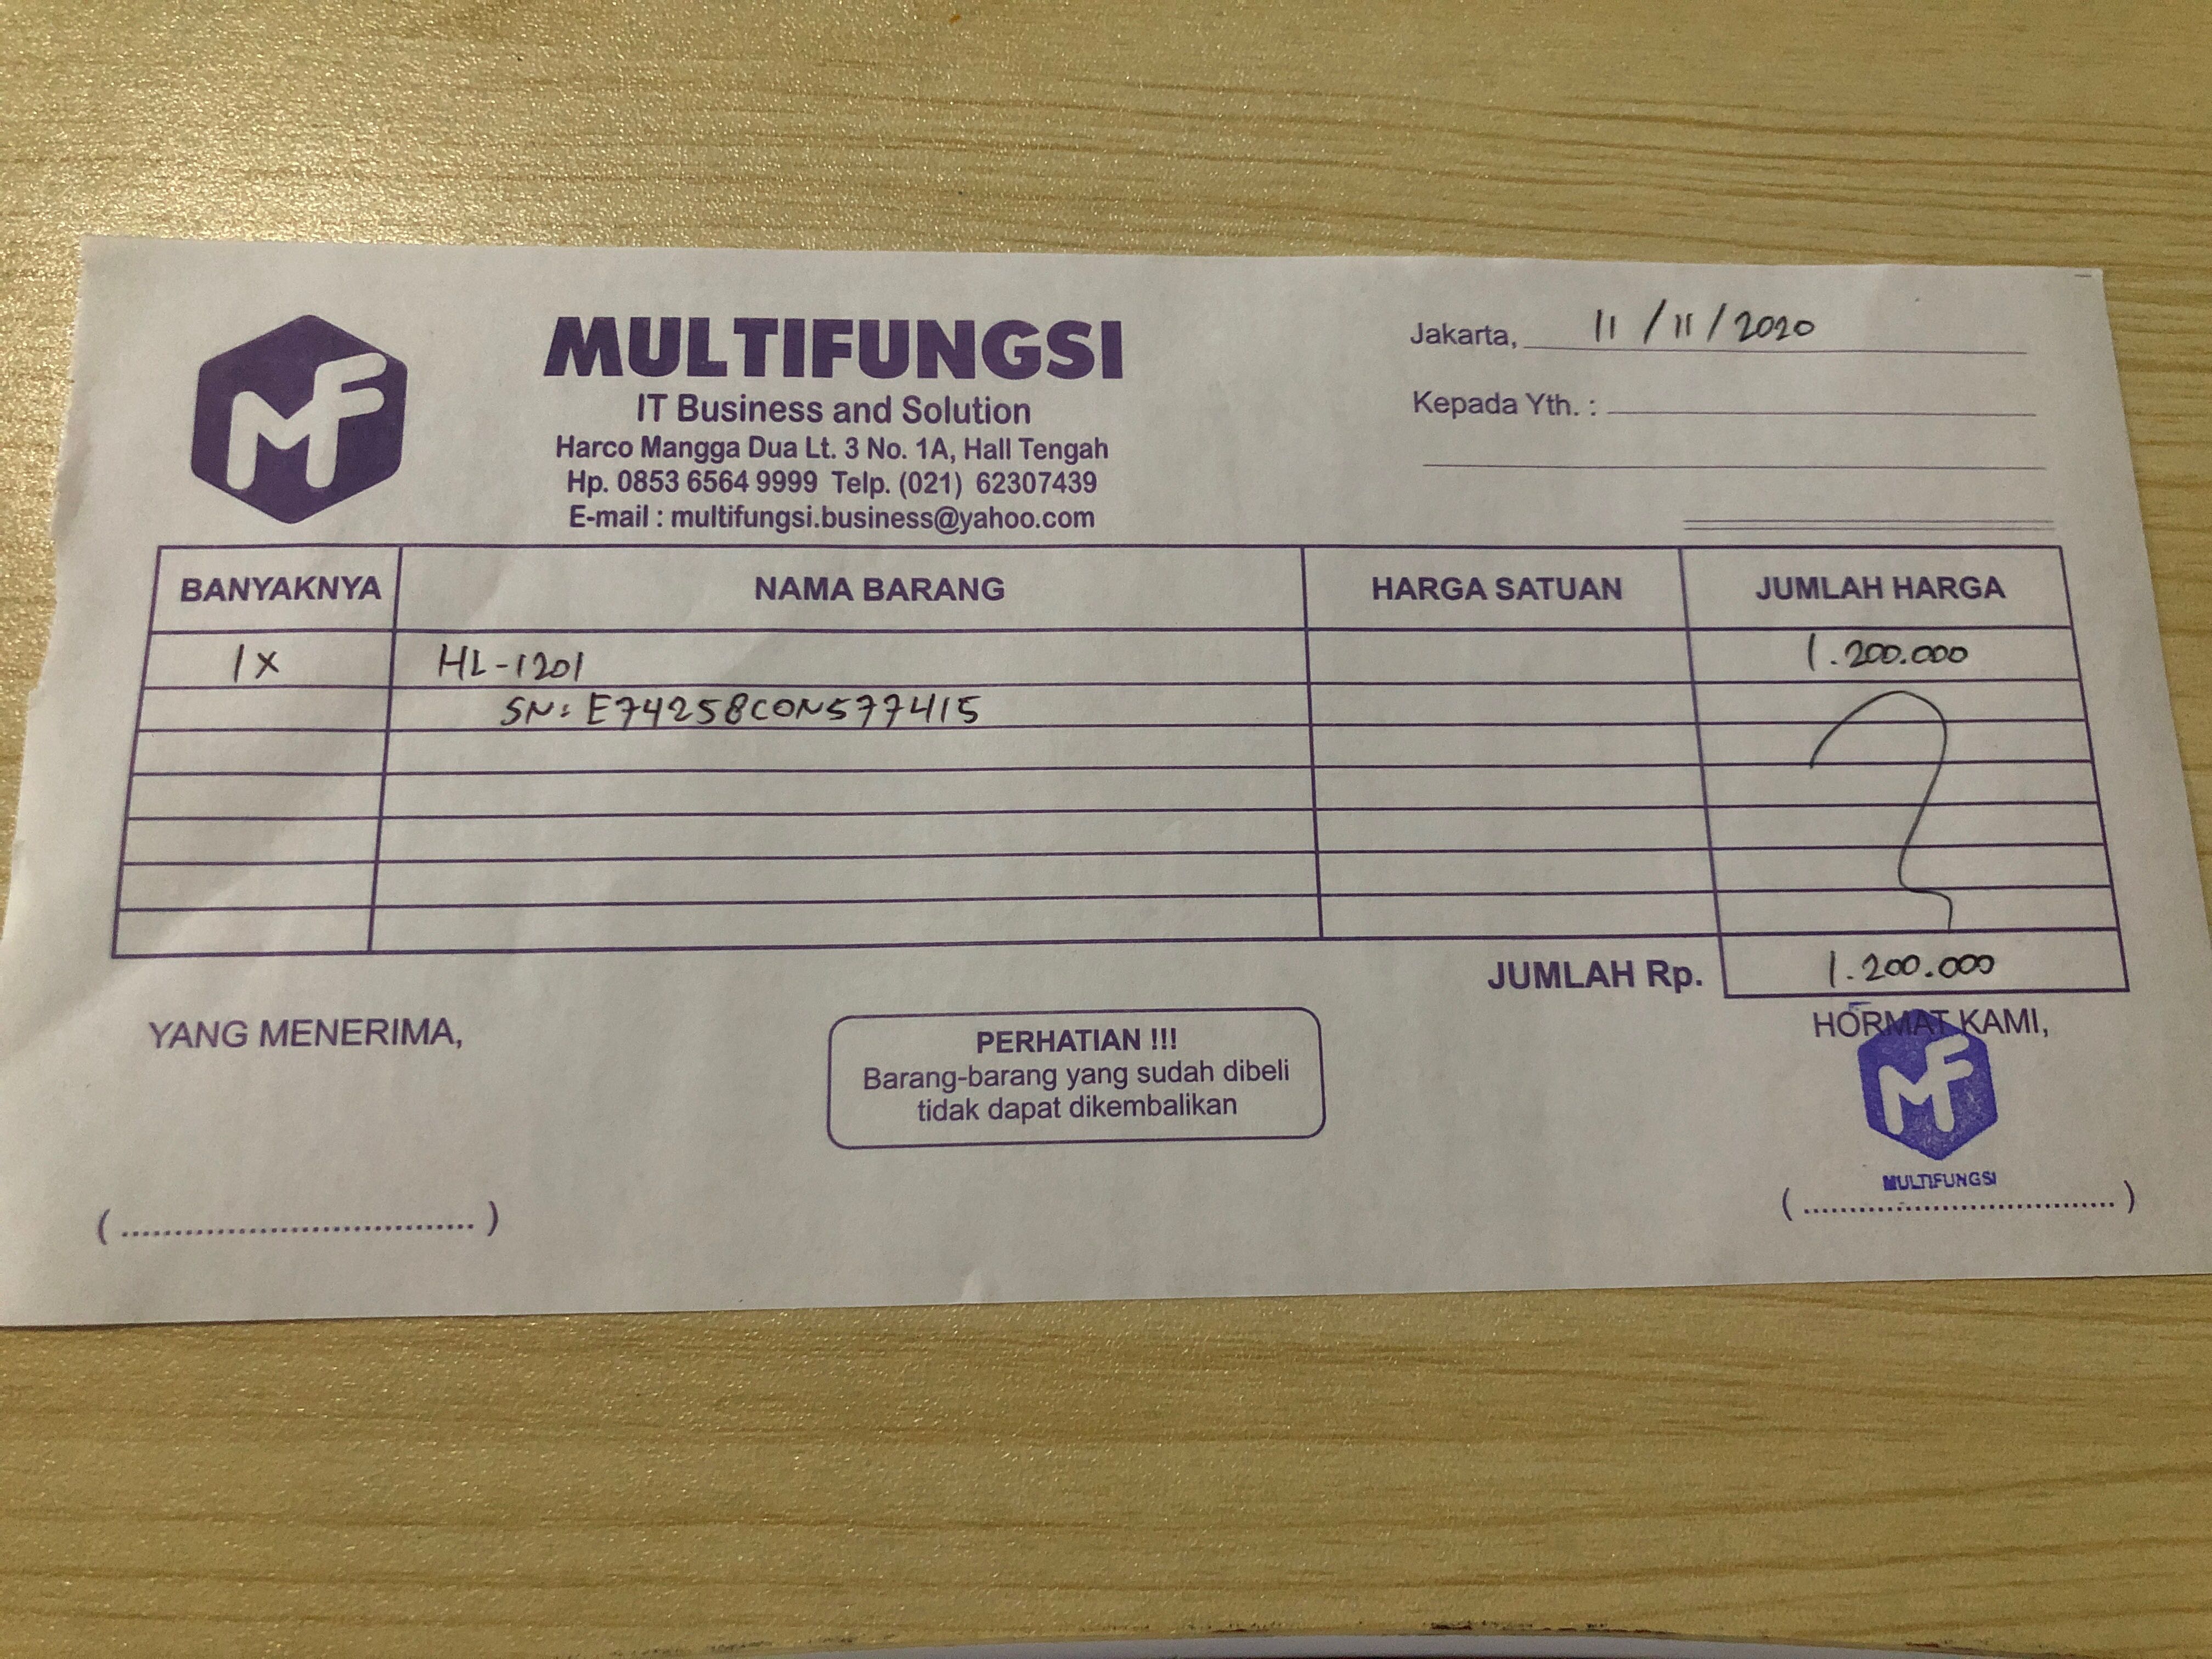 MF
MULTIFUNGSI
IT Business and Solution
Harco Mangga Dua Lt. 3 No. 1A, Hall Tengah
Hp. 0853 6564 9999 Telp. (021) 62307439
E-mail : multifungsi.business@yahoo.com
Jakarta, 11/11/2020
Kepada Yth. :
BANYAKNYA NAMA BARANG HARGA SATUAN JUMLAH HARGA
1X HL-1201 1.200.000
SN: E74258C0N577415
JUMLAH Rp. 1.200.000
YANG MENERIMA,
PERHATIAN !!!
Barang-barang yang sudah dibeli
tidak dapat dikembalikan
HORMAT KAMI,
MF
MULTIFUNGSI
(..................................)
(..................................)